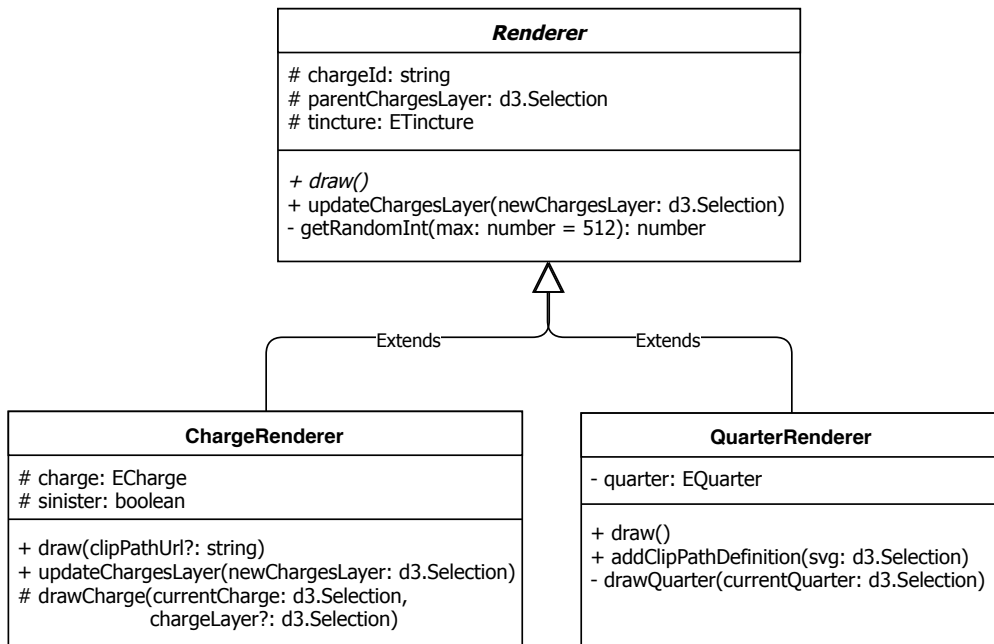 Renderer
# chargeId: string
# parentChargesLayer: d3.Selection
# tincture: ETincture
+ draw()
+ updateChargesLayer(newChargesLayer: d3.Selection)
- getRandomInt(max: number = 512): number
Extends
Extends
ChargeRenderer
# charge: ECharge
# sinister: boolean
+ draw(clipPathUrl?: string)
+ updateChargesLayer(newChargesLayer: d3.Selection)
# drawCharge(currentCharge: d3.Selection,
chargeLayer?: d3.Selection)
QuarterRenderer
- quarter: EQuarter
+ draw()
+ addClipPathDefinition(svg: d3.Selection)
- drawQuarter(currentQuarter: d3.Selection)